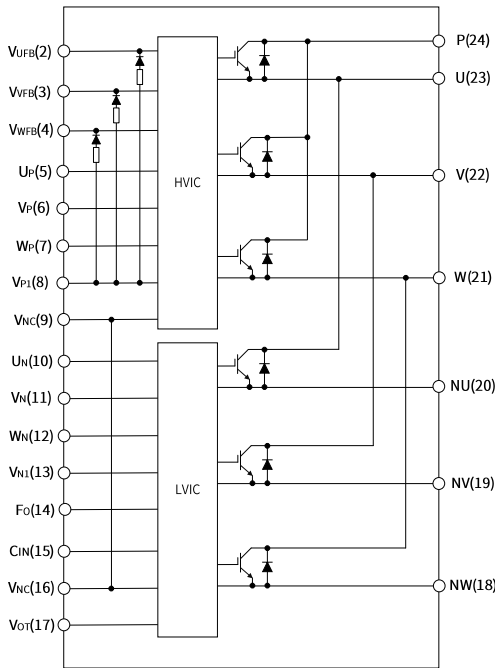 VUFB(2)
VVFB(3)
VWFB(4)
UP(5)
VP(6)
WP(7)
VP1(8)
VNC(9)
UN(10)
VN(11)
WN(12)
VN1(13)
FO(14)
CIN(15)
VNC(16)
VOT(17)
HVIC
LVIC
P(24)
U(23)
V(22)
W(21)
NU(20)
NV(19)
NW(18)